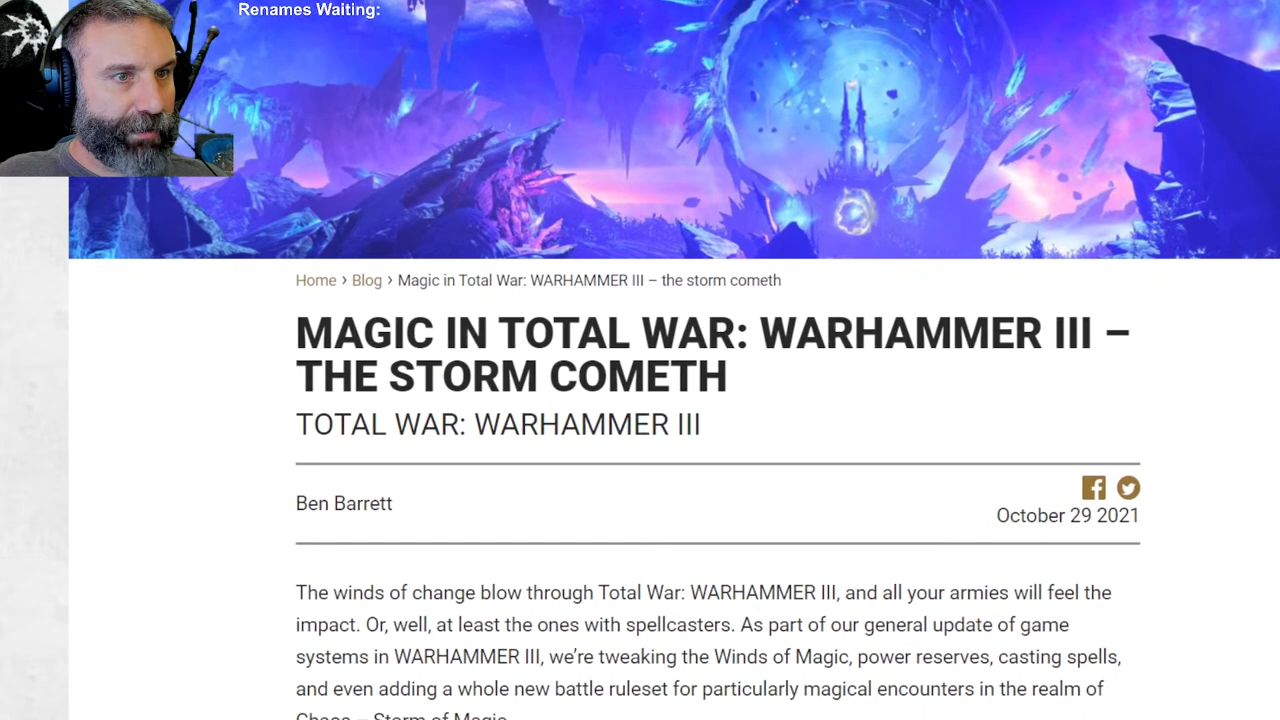 Renames Waiting:
Home › Blog › Magic in Total War: WARHAMMER III – the storm cometh
MAGIC IN TOTAL WAR: WARHAMMER III –
THE STORM COMETH
TOTAL WAR: WARHAMMER III
Ben Barrett
October 29 2021
The winds of change blow through Total War: WARHAMMER III, and all your armies will feel the
impact. Or, well, at least the ones with spellcasters. As part of our general update of game
systems in WARHAMMER III, we’re tweaking the Winds of Magic, power reserves, casting spells,
and even adding a whole new battle ruleset for particularly magical encounters in the realm of
Chaos – Storm of Magic.